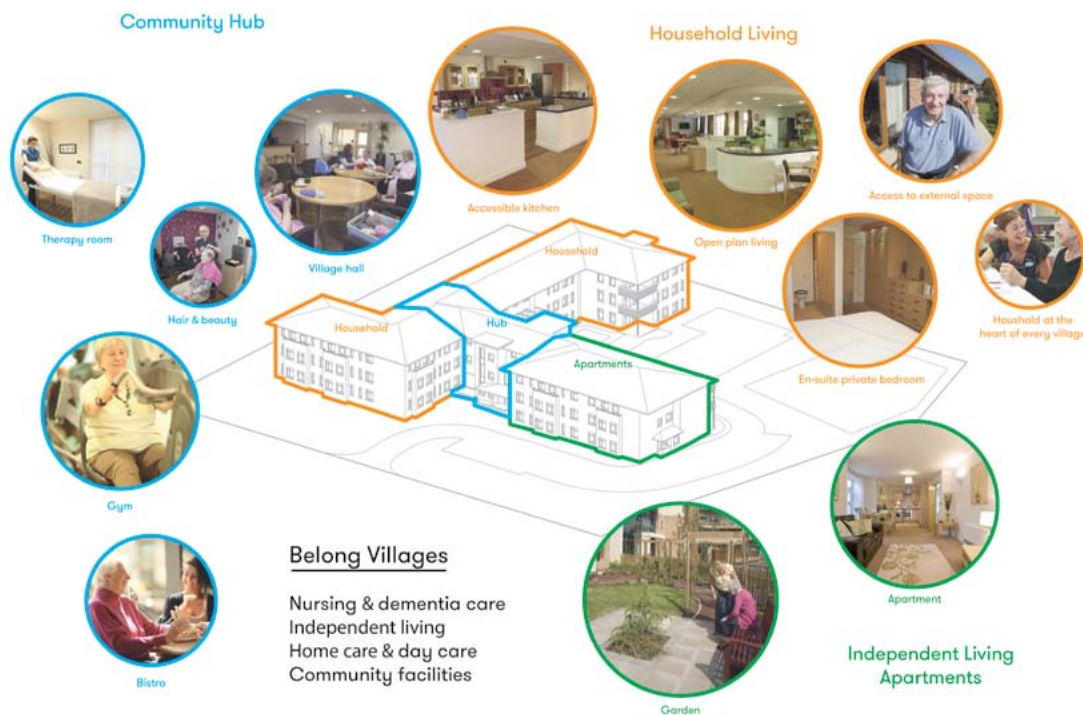 Community Hub
Household Living
Therapy room
Hair & beauty
Village hall
Accessible kitchen
Open plan living
Access to external space
Houshold at the
heart of every village
En-suite private bedroom
Household
Household
Hub
Apartments
Gym
Bistro
Belong Villages
Nursing & dementia care
Independent living
Home care & day care
Community facilities
Garden
Apartment
Independent Living
Apartments